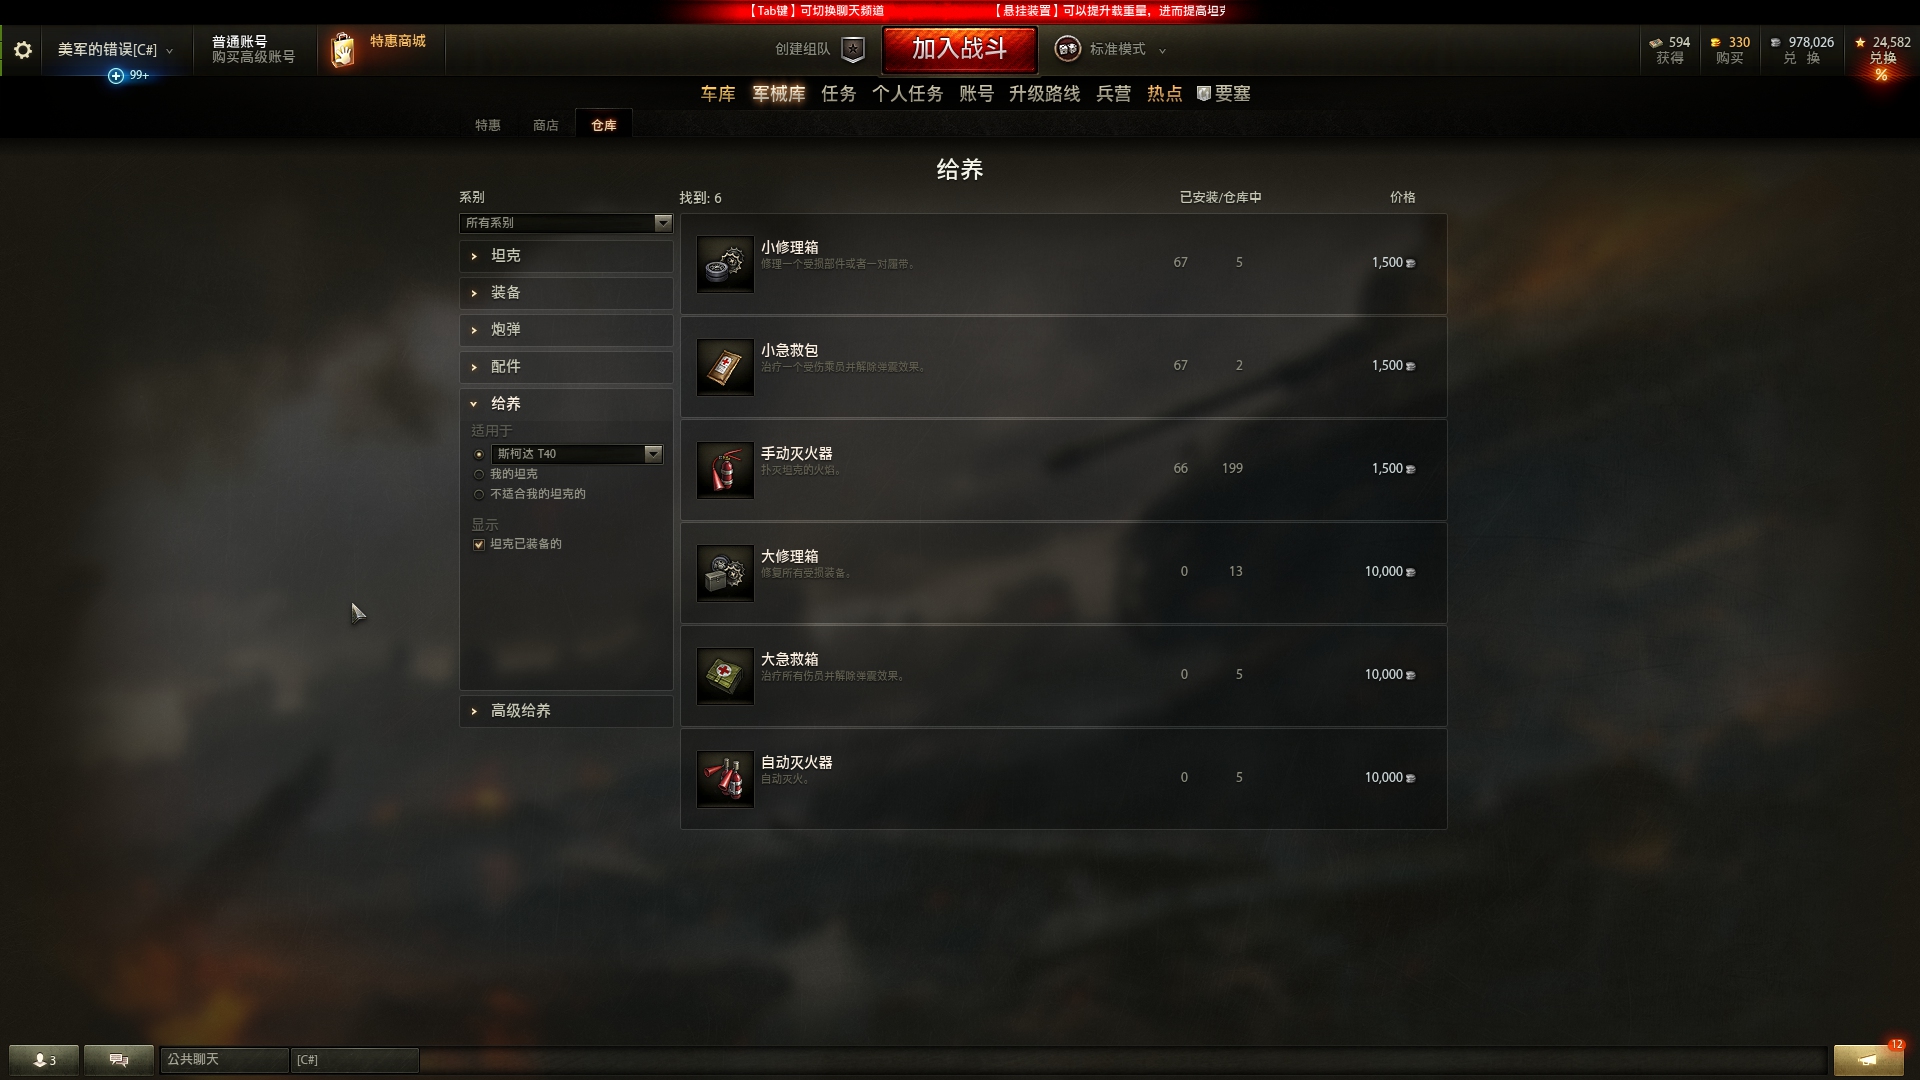 【Tab键】可切换聊天频道
【悬挂装置】可以提升载重量，进而提高坦克
美军的错误[C#]
99+
普通账号
购买高级账号
特惠商城
创建组队
加入战斗
标准模式
594
获得
330
购买
978,026
兑 换
24,582
兑换
%
车库 军械库 任务 个人任务 账号 升级路线 兵营 热点 要塞
特惠 商店 仓库
给养
系别
找到: 6
已安装/仓库中
价格
所有系别
坦克
装备
炮弹
配件
给养
适用于
斯柯达 T40
我的坦克
不适合我的坦克的
显示
坦克已装备的
高级给养
小修理箱
修理一个受损部件或者一对履带。
67 5 1,500
小急救包
治疗一个受伤乘员并解除弹震效果。
67 2 1,500
手动灭火器
扑灭坦克的火焰。
66 199 1,500
大修理箱
修复所有受损装备。
0 13 10,000
大急救箱
治疗所有伤员并解除弹震效果。
0 5 10,000
自动灭火器
自动灭火。
0 5 10,000
3
公共聊天
[C#]
12